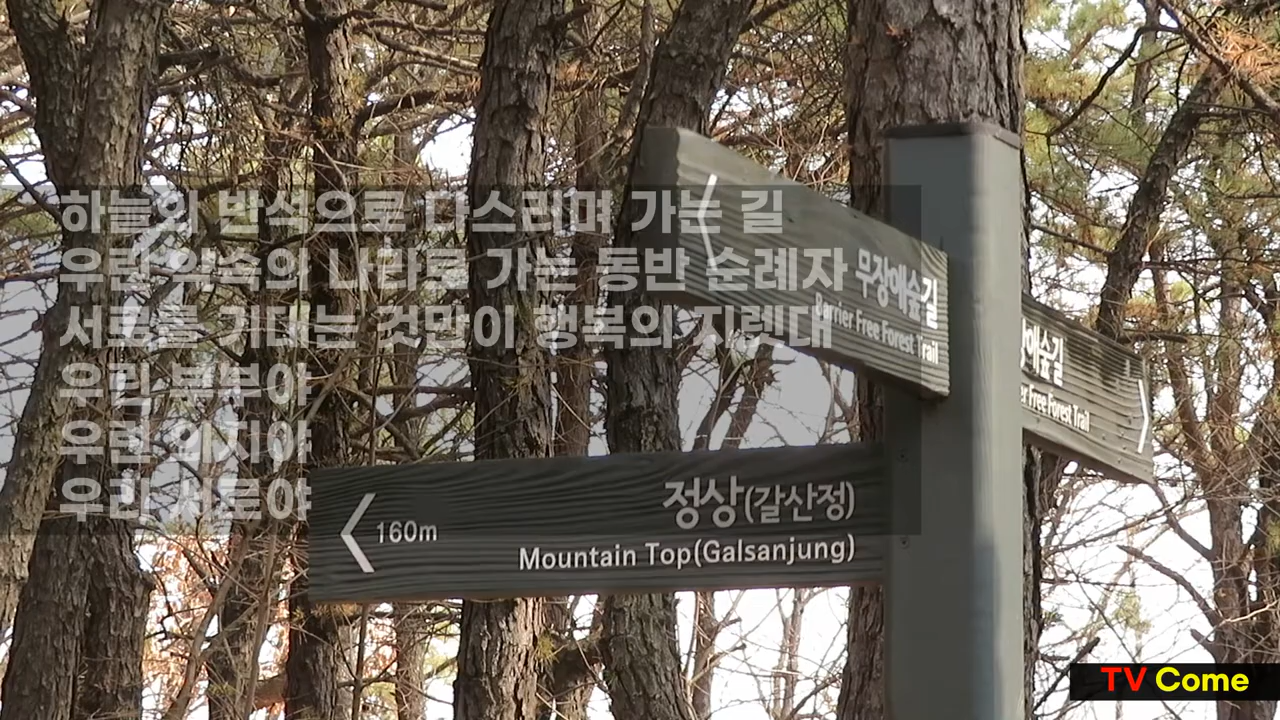 하늘의 반석으로 다스리며 가는 길
우린 약속의 나라로 가는 동반 순례자
서로를 기대는 것만이 행복의 지렛대
우린 부부야
우린 의지야
우린 서로야
무장애숲길
Barrier Free Forest Trail
애숲길
Free Forest Trail
160m
정상(갈산정)
Mountain Top(Galsanjung)
TV Come